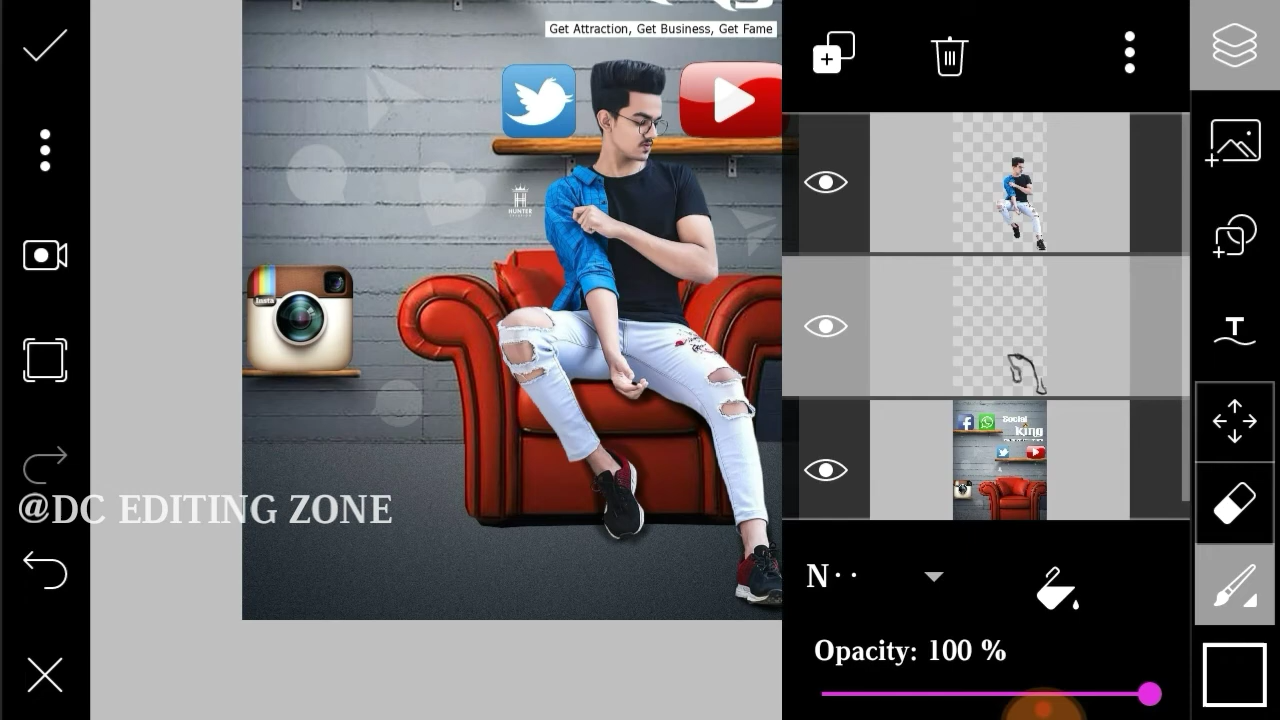 Get Attraction, Get Business, Get Fame
HUNTER
Insta
Social
king
@DC EDITING ZONE
T
N··
Opacity: 100 %